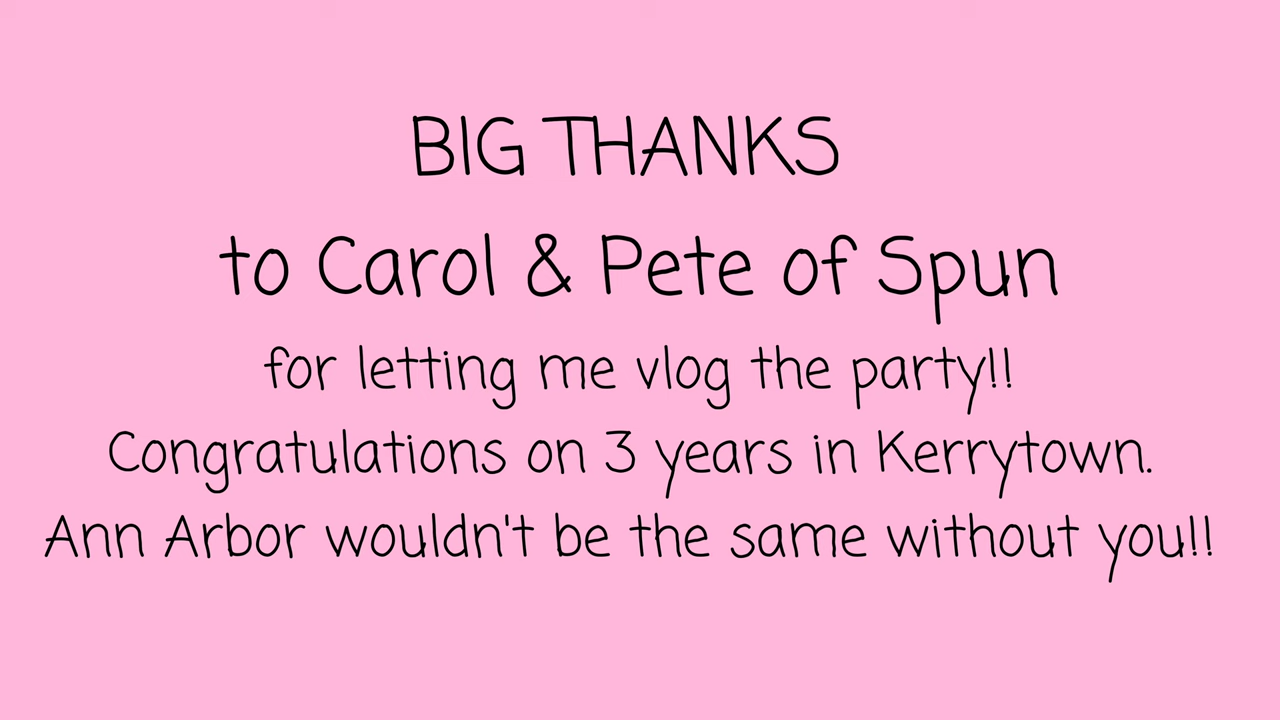 BIG THANKS
to Carol & Pete of Spun
for letting me vlog the party!!
Congratulations on 3 years in Kerrytown.
Ann Arbor wouldn't be the same without you!!